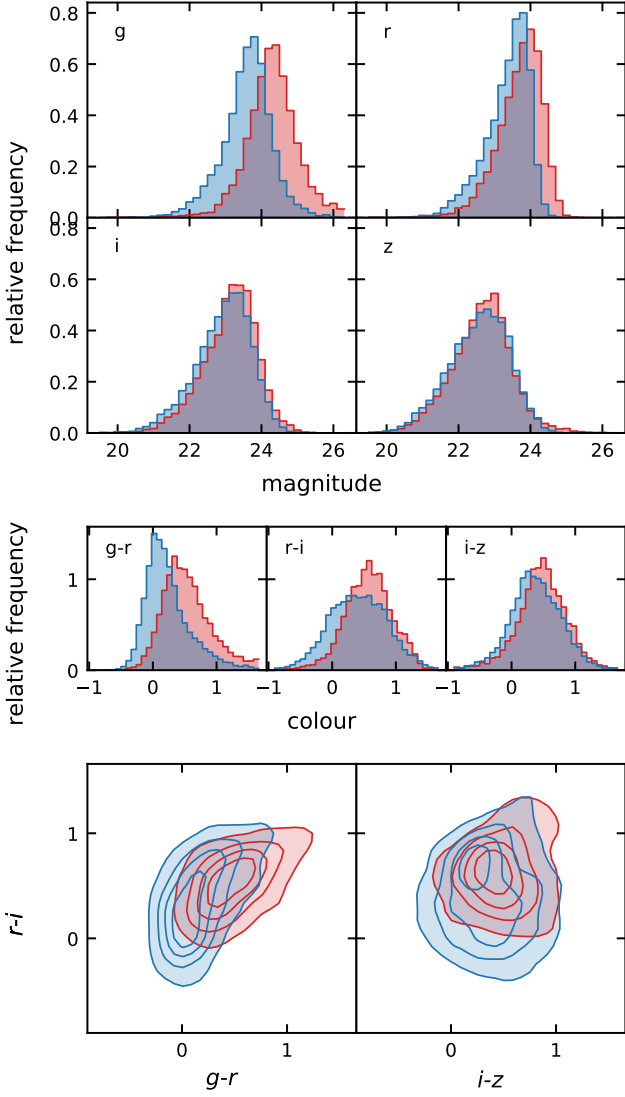 g
r
0.8
0.6
0.4
0.2
0.0
relative frequency
i
z
0.8
0.6
0.4
0.2
0.0
20 22 24 26 20 22 24 26
magnitude
g-r
r-i
i-z
1
0
relative frequency
−1 0 1 −1 0 1 −1 0 1
colour
1
0
r-i
0 1 0 1
g-r
i-z